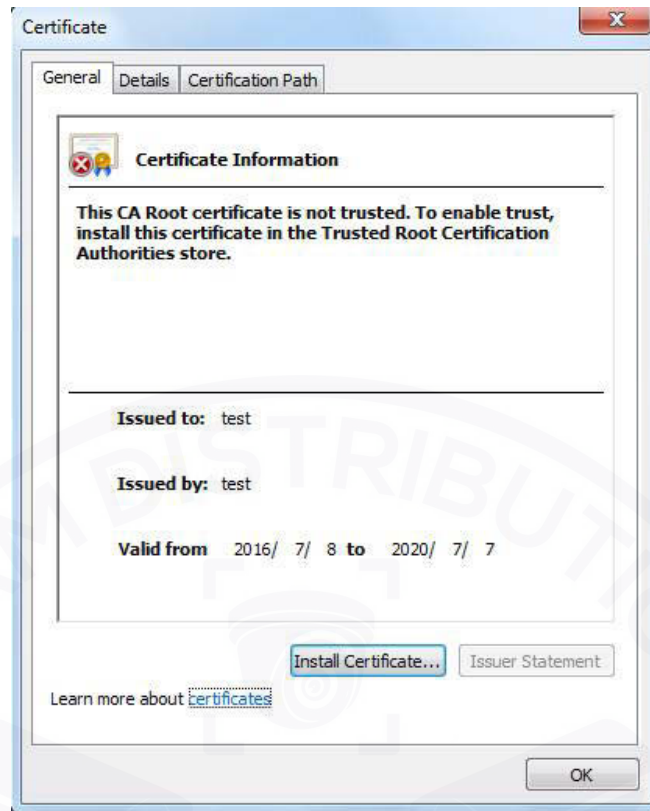 Certificate
General Details Certification Path
Certificate Information
This CA Root certificate is not trusted. To enable trust,
install this certificate in the Trusted Root Certification
Authorities store.
Issued to: test
Issued by: test
Valid from 2016/ 7/ 8 to 2020/ 7/ 7
Install Certificate... Issuer Statement
Learn more about certificates
OK
M DISTRIBUTI